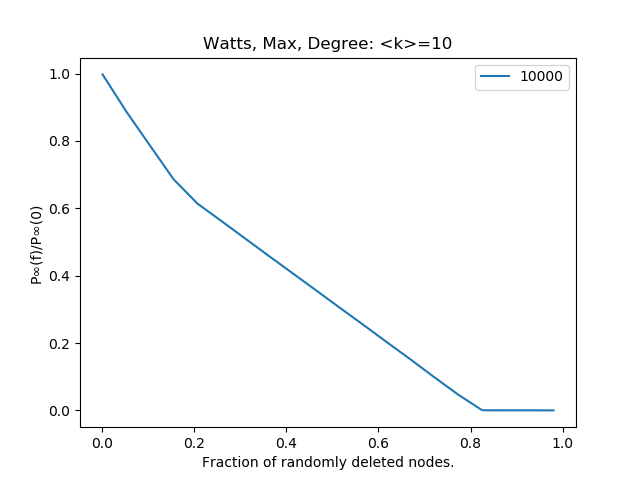 Watts, Max, Degree: <k>=10
10000
P∞(f)/P∞(0)
1.0
0.8
0.6
0.4
0.2
0.0
0.0 0.2 0.4 0.6 0.8 1.0
Fraction of randomly deleted nodes.